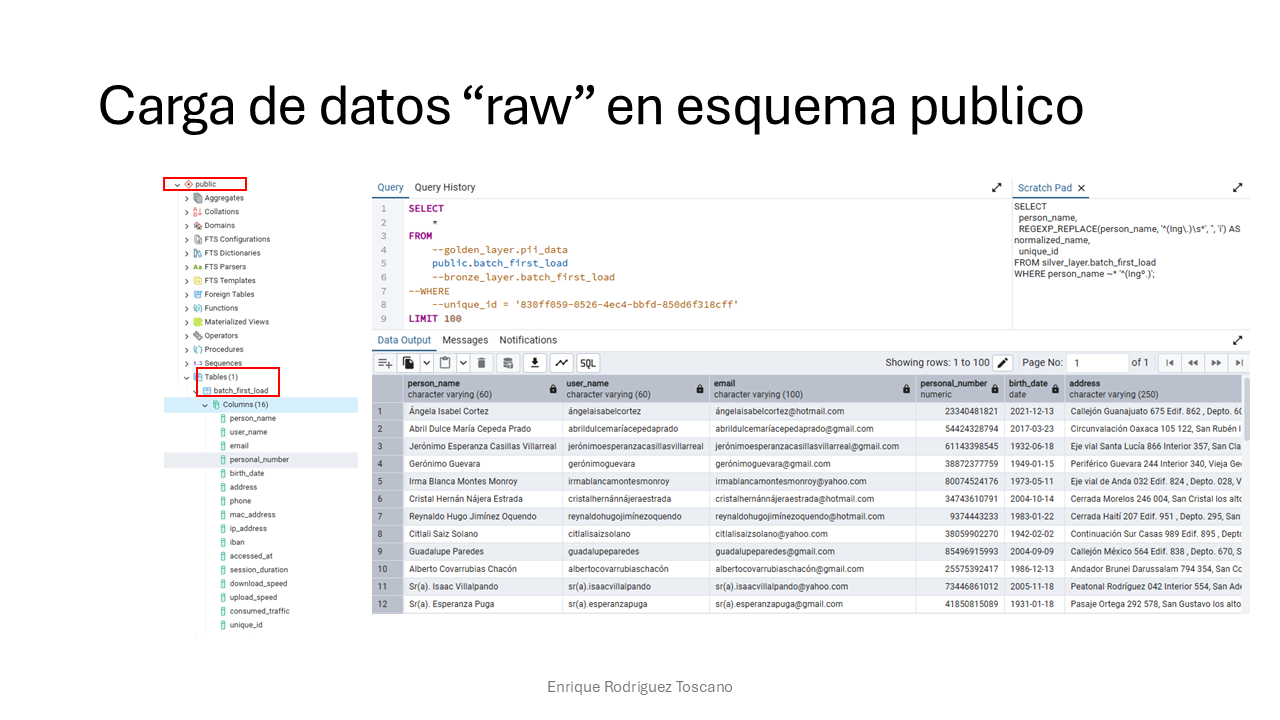 Carga de datos “raw” en esquema publico
public
Aggregates
Collations
Domains
FTS Configurations
FTS Dictionaries
FTS Parsers
FTS Templates
Foreign Tables
Functions
Materialized Views
Operators
Procedures
Sequences
Tables (1)
batch_first_load
Columns (16)
person_name
user_name
email
personal_number
birth_date
address
phone
mac_address
ip_address
iban
accessed_at
session_duration
download_speed
upload_speed
consumed_traffic
unique_id
Query Query History
1 SELECT
2 *
3 FROM
4 --golden_layer.pii_data
5 public.batch_first_load
6 --bronze_layer.batch_first_load
7 --WHERE
8 --unique_id = '830ff059-0526-4ec4-bbfd-850d6f318cff'
9 LIMIT 100
Scratch Pad
SELECT
person_name,
REGEXP_REPLACE(person_name, '^(Ing\.)\s*', '', 'i') AS
normalized_name,
unique_id
FROM silver_layer.batch_first_load
WHERE person_name ~* '^(Ingº.)';
Data Output Messages Notifications
SQL Showing rows: 1 to 100 Page No: 1 of 1
person_name user_name email personal_number birth_date address
character varying (60) character varying (60) character varying (100) numeric date character varying (250)
1 Ángela Isabel Cortez ángelaisabelcortez ángelaisabelcortez@hotmail.com 23340481821 2021-12-13 Callejón Guanajuato 675 Edif. 862 , Depto. 60
2 Abril Dulce María Cepeda Prado abrildulcemaríacepedaprado abrildulcemaríacepedaprado@gmail.com 54424328794 2017-03-23 Circunvalación Oaxaca 105 122, San Rubén I
3 Jerónimo Esperanza Casillas Villarreal jerónimoesperanzacasillasvillarreal jerónimoesperanzacasillasvillarreal@gmail.com 61143398545 1932-06-18 Eje vial Santa Lucía 866 Interior 357, San Cla
4 Gerónimo Guevara gerónimoguevara gerónimoguevara@gmail.com 38872377759 1949-01-15 Periférico Guevara 244 Interior 340, Vieja Geo
5 Irma Blanca Montes Monroy irmablancamontesmonroy irmablancamontesmonroy@yahoo.com 80074524176 1973-05-11 Eje vial de Anda 032 Edif. 824 , Depto. 028, V
6 Cristal Hernán Nájera Estrada cristalhernánnájeraestrada cristalhernánnájeraestrada@hotmail.com 34743610791 2004-10-14 Cerrada Morelos 246 004, San Cristal los alto
7 Reynaldo Hugo Jiménez Oquendo reynaldohugojiménezoquendo reynaldohugojiménezoquendo@hotmail.com 9374443233 1983-01-22 Cerrada Haití 207 Edif. 951 , Depto. 295, San
8 Citlali Saiz Solano citlalisaizsolano citlalisaizsolano@yahoo.com 38059902270 1942-02-02 Continuación Sur Casas 989 Edif. 895 , Depto
9 Guadalupe Paredes guadalupeparedes guadalupeparedes@gmail.com 85496915993 2004-09-09 Callejón México 564 Edif. 838 , Depto. 670, S
10 Alberto Covarrubias Chacón albertocovarrubiaschacón albertocovarrubiaschacón@gmail.com 25575392417 1986-12-13 Andador Brunei Darussalam 794 354, San Co
11 Sr(a). Isaac Villalpando sr(a).isaacvillalpando sr(a).isaacvillalpando@yahoo.com 73446861012 2005-11-18 Peatonal Rodríguez 042 Interior 554, San Ade
12 Sr(a). Esperanza Puga sr(a).esperanzapuga sr(a).esperanzapuga@gmail.com 41850815089 1931-01-18 Pasaje Ortega 292 578, San Gustavo los alto
Enrique Rodriguez Toscano